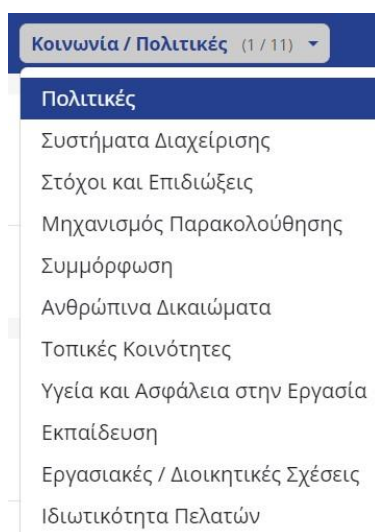 Κοινωνία / Πολιτικές (1 / 11)
Πολιτικές
Συστήματα Διαχείρισης
Στόχοι και Επιδιώξεις
Μηχανισμός Παρακολούθησης
Συμμόρφωση
Ανθρώπινα Δικαιώματα
Τοπικές Κοινότητες
Υγεία και Ασφάλεια στην Εργασία
Εκπαίδευση
Εργασιακές / Διοικητικές Σχέσεις
Ιδιωτικότητα Πελατών